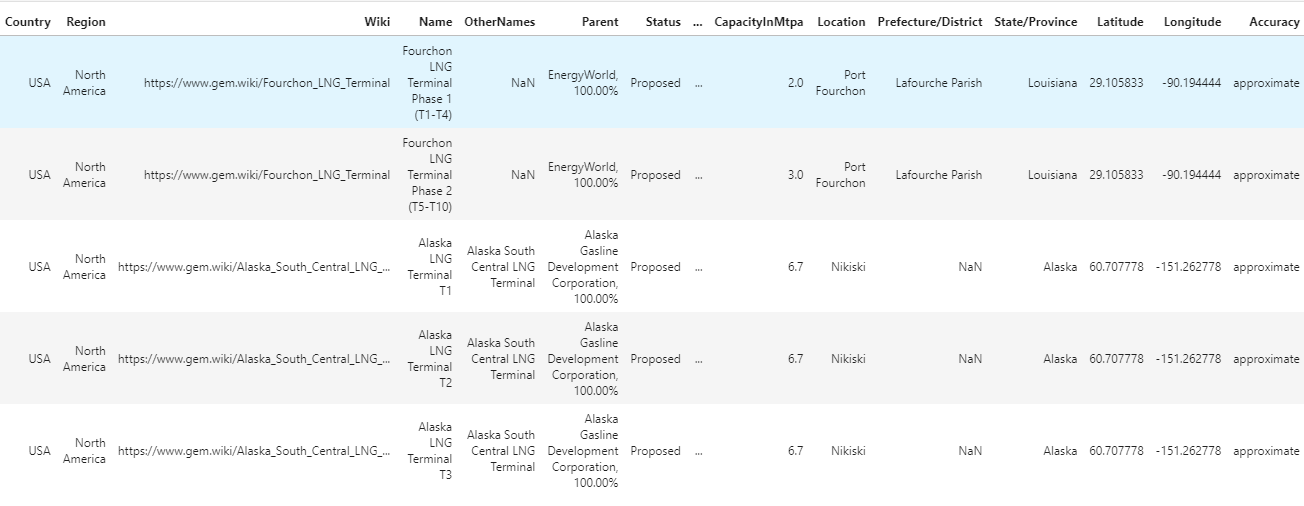 Country Region Wiki Name OtherNames Parent Status ... CapacityInMtpa Location Prefecture/District State/Province Latitude Longitude Accuracy
USA North America https://www.gem.wiki/Fourchon_LNG_Terminal Fourchon LNG Terminal Phase 1 (T1-T4) NaN EnergyWorld, 100.00% Proposed ... 2.0 Port Fourchon Lafourche Parish Louisiana 29.105833 -90.194444 approximate
USA North America https://www.gem.wiki/Fourchon_LNG_Terminal Fourchon LNG Terminal Phase 2 (T5-T10) NaN EnergyWorld, 100.00% Proposed ... 3.0 Port Fourchon Lafourche Parish Louisiana 29.105833 -90.194444 approximate
USA North America https://www.gem.wiki/Alaska_South_Central_LNG_... Alaska LNG Terminal T1 Alaska South Central LNG Terminal Alaska Gasline Development Corporation, 100.00% Proposed ... 6.7 Nikiski NaN Alaska 60.707778 -151.262778 approximate
USA North America https://www.gem.wiki/Alaska_South_Central_LNG_... Alaska LNG Terminal T2 Alaska South Central LNG Terminal Alaska Gasline Development Corporation, 100.00% Proposed ... 6.7 Nikiski NaN Alaska 60.707778 -151.262778 approximate
USA North America https://www.gem.wiki/Alaska_South_Central_LNG_... Alaska LNG Terminal T3 Alaska South Central LNG Terminal Alaska Gasline Development Corporation, 100.00% Proposed ... 6.7 Nikiski NaN Alaska 60.707778 -151.262778 approximate